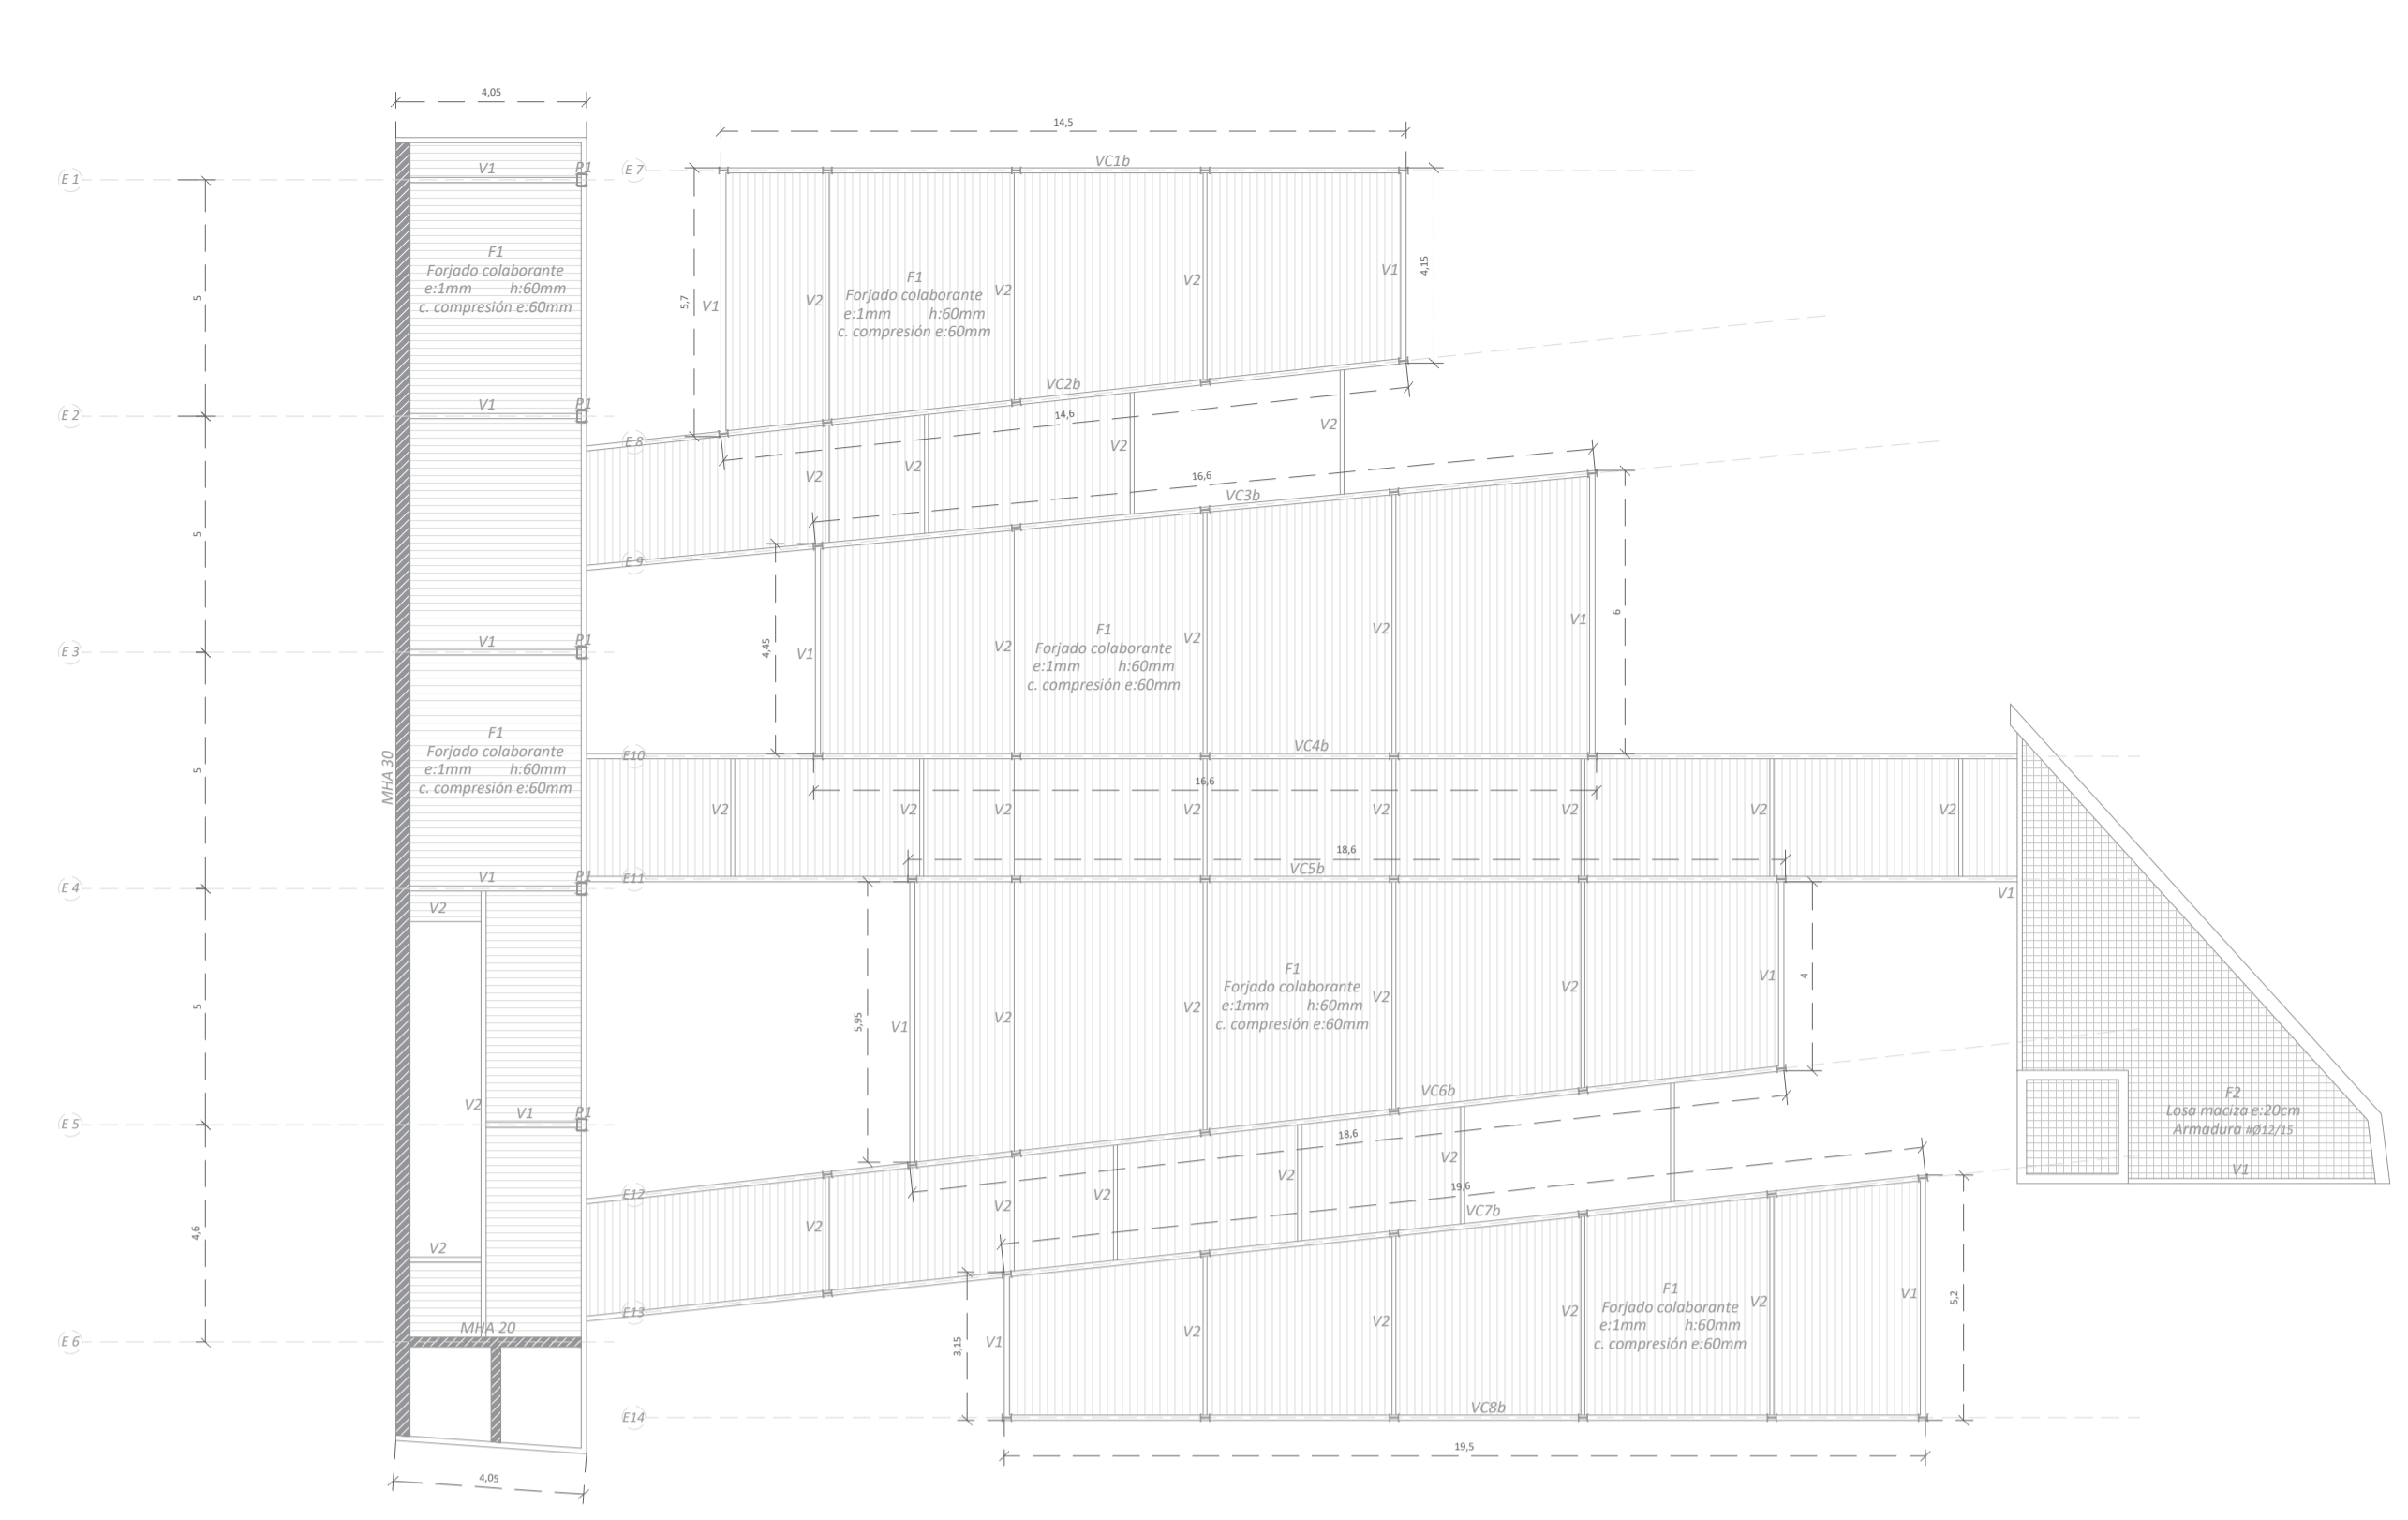 4,05
14,5
E 1
V1
P1
E 7
VC1b
F1
Forjado colaborante
e:1mm h:60mm
c. compresión e:60mm
5
5,7
V1
V2
F1
Forjado colaborante
e:1mm h:60mm
c. compresión e:60mm
V2
V2
V1
4,15
E 2
V1
P1
VC2b
14,6
E 8
V2
V2
V2
V2
5
16,6
VC3b
E 9
E 3
V1
P1
4,45
V1
V2
F1
Forjado colaborante
e:1mm h:60mm
c. compresión e:60mm
V2
V2
V1
6
5
MHA 30
F1
Forjado colaborante
e:1mm h:60mm
c. compresión e:60mm
E10
VC4b
16,6
V2
V2
V2
V2
V2
V2
V2
V2
18,6
VC5b
E 4
V1
P1
E11
V1
V2
5
5,95
V1
V2
V2
F1
Forjado colaborante
e:1mm h:60mm
c. compresión e:60mm
V2
V2
V1
4
VC6b
E 5
V2
V1
P1
18,6
F2
Losa maciza e:20cm
Armadura #Ø12/15
V1
E12
V2
V2
V2
V2
V2
19,6
VC7b
4,6
V2
E13
MHA 20
E 6
3,15
V1
V2
V2
V2
F1
Forjado colaborante
e:1mm h:60mm
c. compresión e:60mm
V2
V1
5,2
E14
VC8b
19,5
4,05